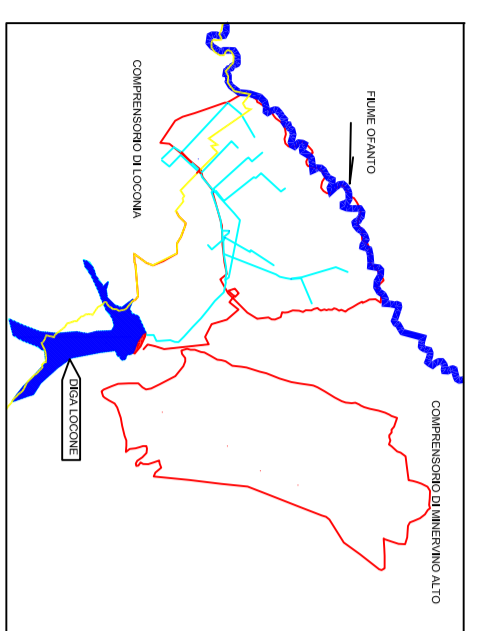 FIUME OFANTO
COMPRENSORIO DI LOCONIA
COMPRENSORIO DI MINERVINO ALTO
DIGA LOCONE